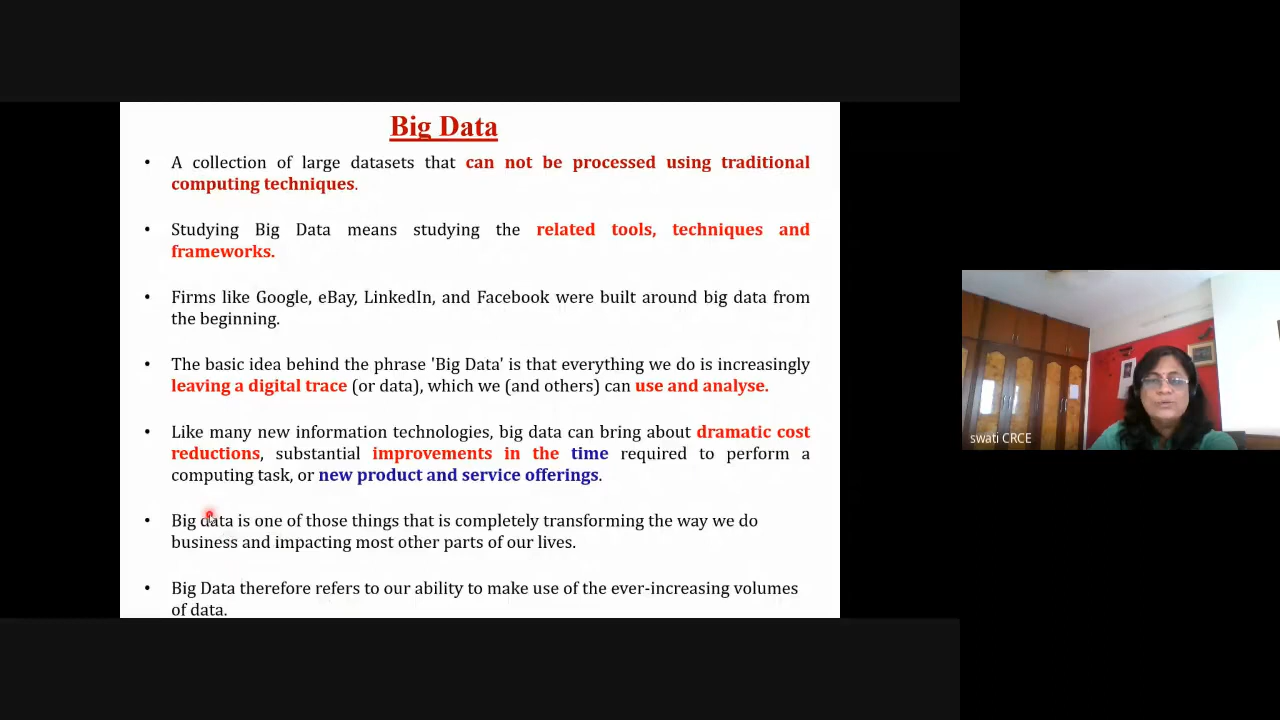 Big Data
• A collection of large datasets that can not be processed using traditional
computing techniques.
• Studying Big Data means studying the related tools, techniques and
frameworks.
• Firms like Google, eBay, LinkedIn, and Facebook were built around big data from
the beginning.
• The basic idea behind the phrase 'Big Data' is that everything we do is increasingly
leaving a digital trace (or data), which we (and others) can use and analyse.
• Like many new information technologies, big data can bring about dramatic cost
reductions, substantial improvements in the time required to perform a
computing task, or new product and service offerings.
• Big data is one of those things that is completely transforming the way we do
business and impacting most other parts of our lives.
• Big Data therefore refers to our ability to make use of the ever-increasing volumes
of data.
swati CRCE